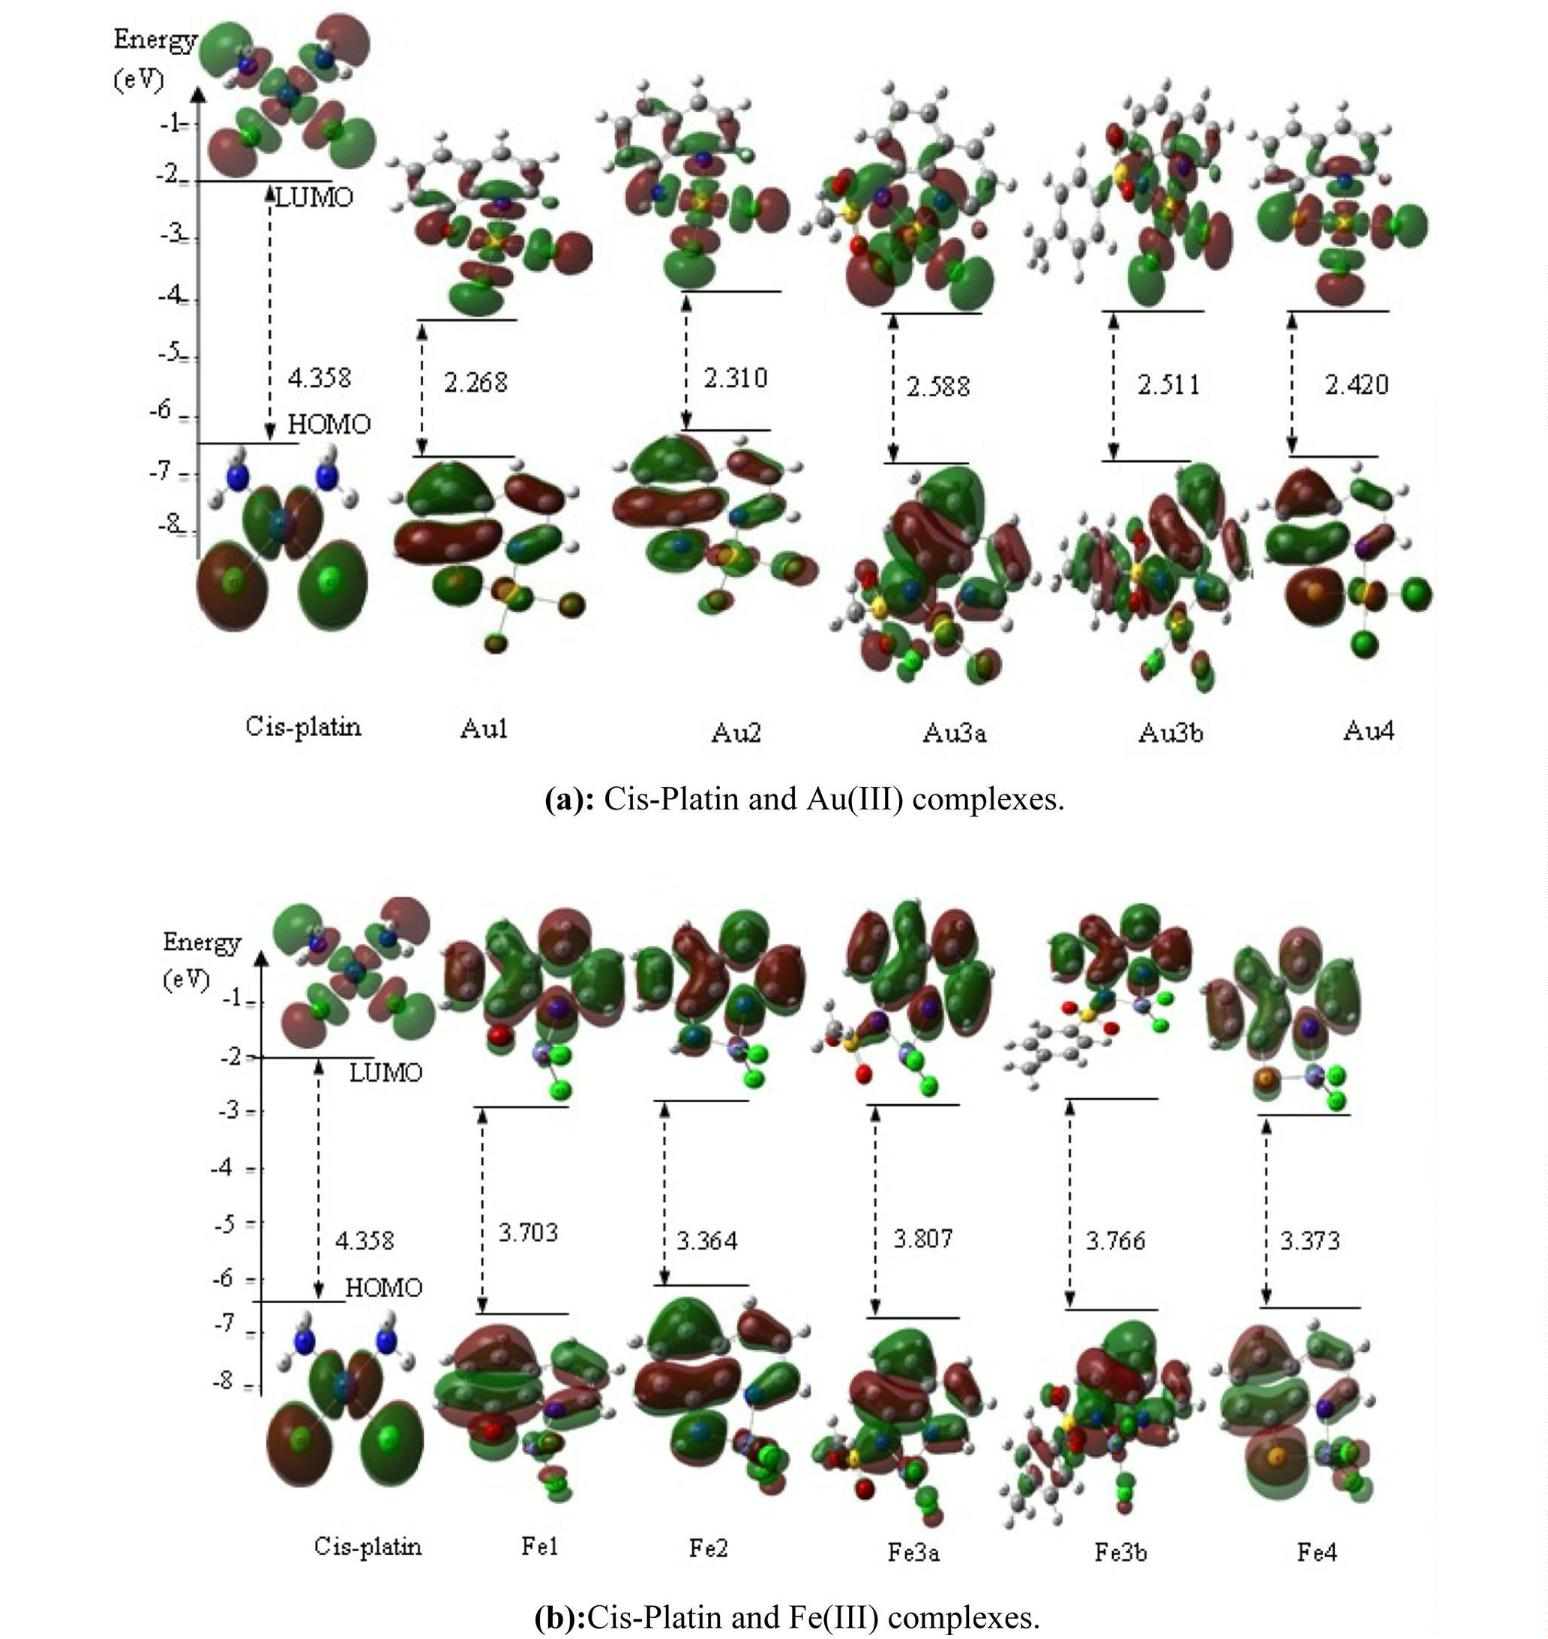 Energy
(eV)
-1
-2
LUMO
-3
-4
-5
4.358
2.268
2.310
2.588
2.511
2.420
-6
HOMO
-7
-8
Cis-platin
Au1
Au2
Au3a
Au3b
Au4
(a): Cis-Platin and Au(III) complexes.
Energy
(eV)
-1
-2
LUMO
-3
-4
-5
4.358
3.703
3.364
3.807
3.766
3.373
-6
HOMO
-7
-8
Cis-platin
Fe1
Fe2
Fe3a
Fe3b
Fe4
(b):Cis-Platin and Fe(III) complexes.